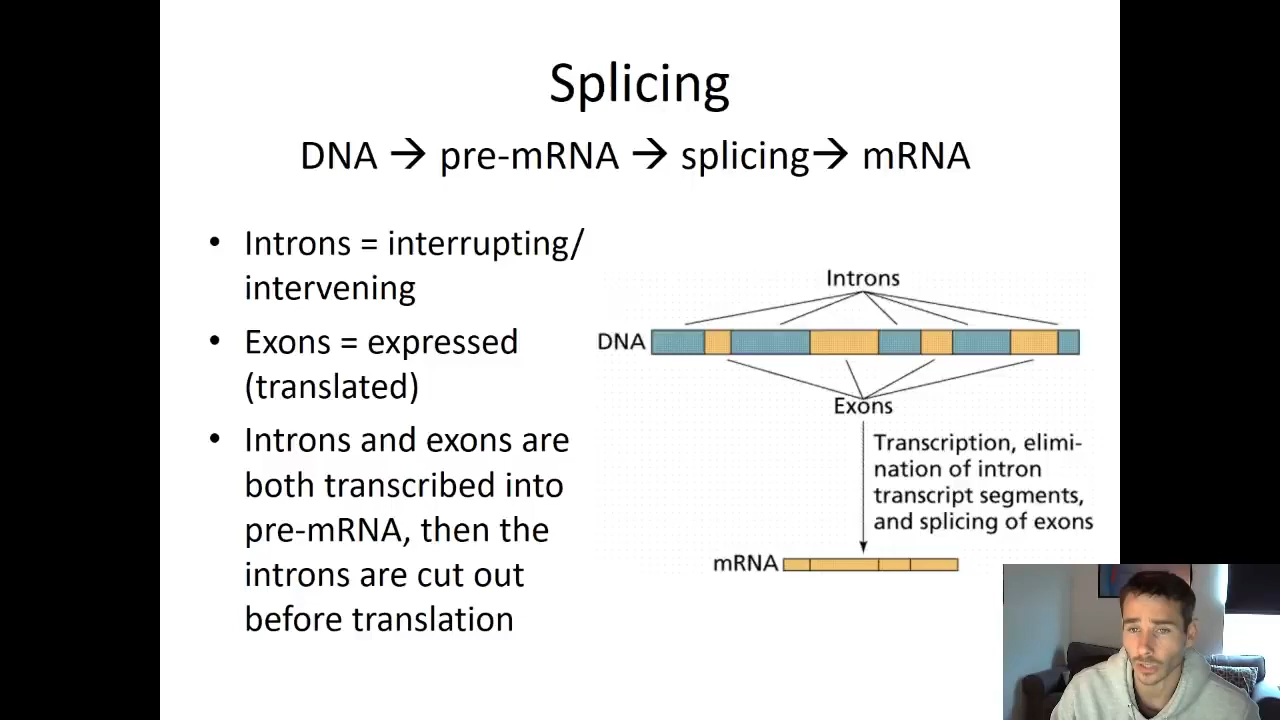 Splicing
DNA → pre-mRNA → splicing→ mRNA
• Introns = interrupting/
intervening
• Exons = expressed
(translated)
• Introns and exons are
both transcribed into
pre-mRNA, then the
introns are cut out
before translation
Introns
DNA
Exons
Transcription, elimi-
nation of intron
transcript segments,
and splicing of exons
mRNA